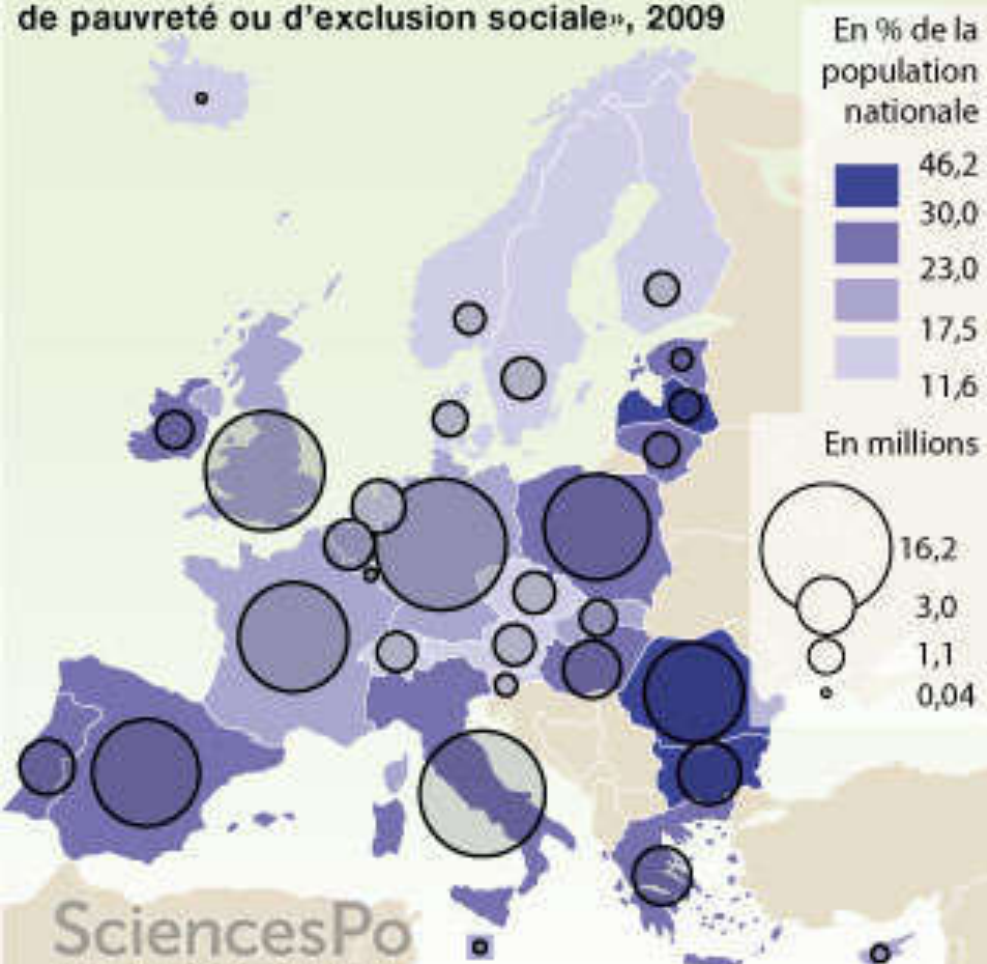 de pauvreté ou d'exclusion sociale», 2009
En % de la
population
nationale
46,2
30,0
23,0
17,5
11,6
En millions
16,2
3,0
1,1
0,04
SciencesPo